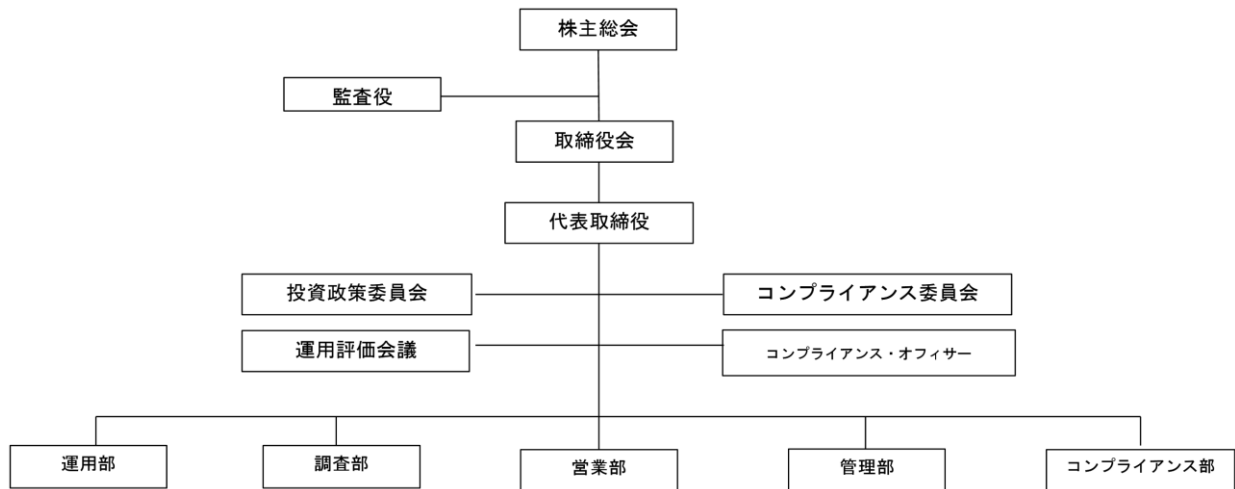 株主総会
監査役
取締役会
代表取締役
投資政策委員会
コンプライアンス委員会
運用評価会議
コンプライアンス・オフィサー
運用部
調査部
営業部
管理部
コンプライアンス部